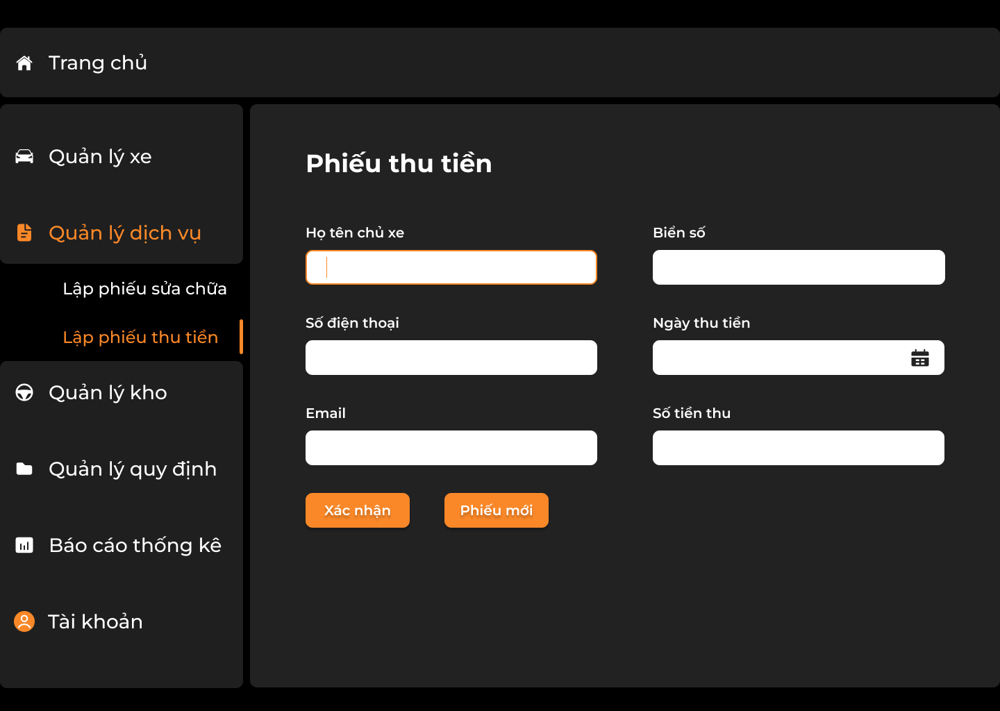 Trang chủ
Quản lý xe
Quản lý dịch vụ
Lập phiếu sửa chữa
Lập phiếu thu tiền
Quản lý kho
Quản lý quy định
Báo cáo thống kê
Tài khoản
Phiếu thu tiền
Họ tên chủ xe
Biển số
Số điện thoại
Ngày thu tiền
Email
Số tiền thu
Xác nhận
Phiếu mới